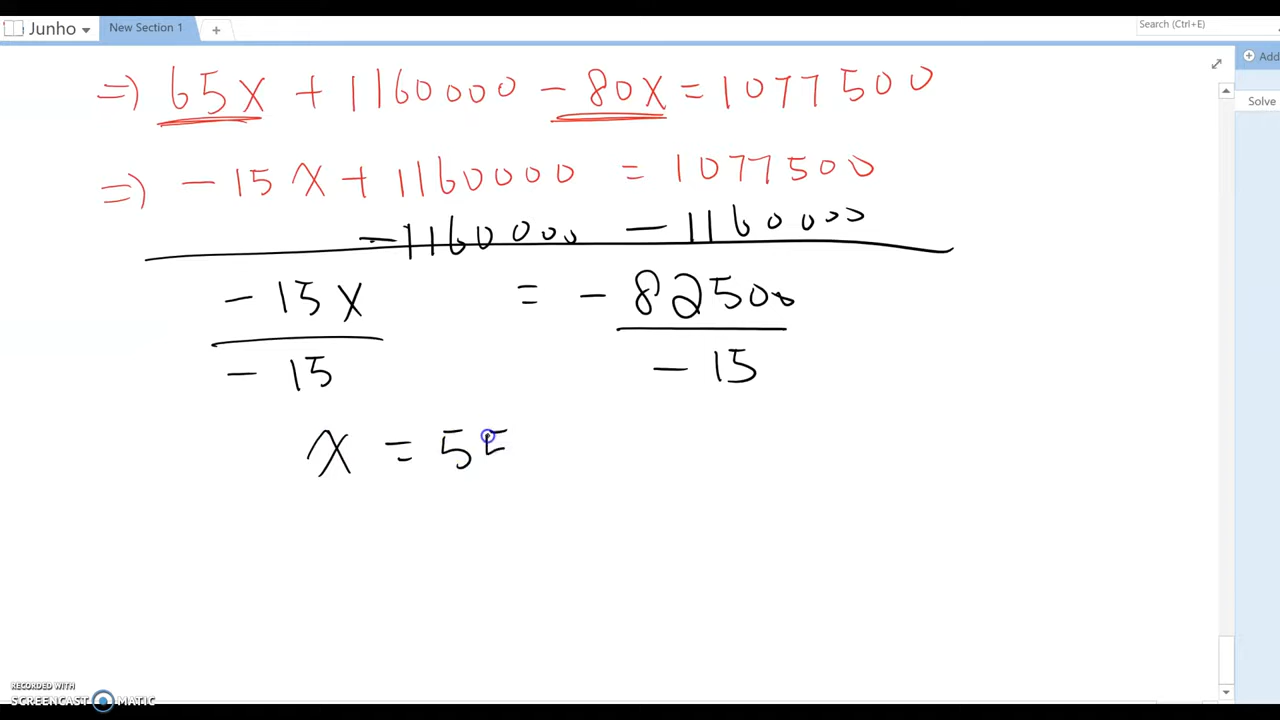 Junho
New Section 1
+
Search (Ctrl+E)
Add
Solve
=) 65x + 1160000 - 80x = 1077500
=) - 15x + 1160000 = 1077500
-1160000 - 1160000
- 15x = - 82500
- 15 - 15
x = 55
RECORDED WITH
SCREENCAST MATIC